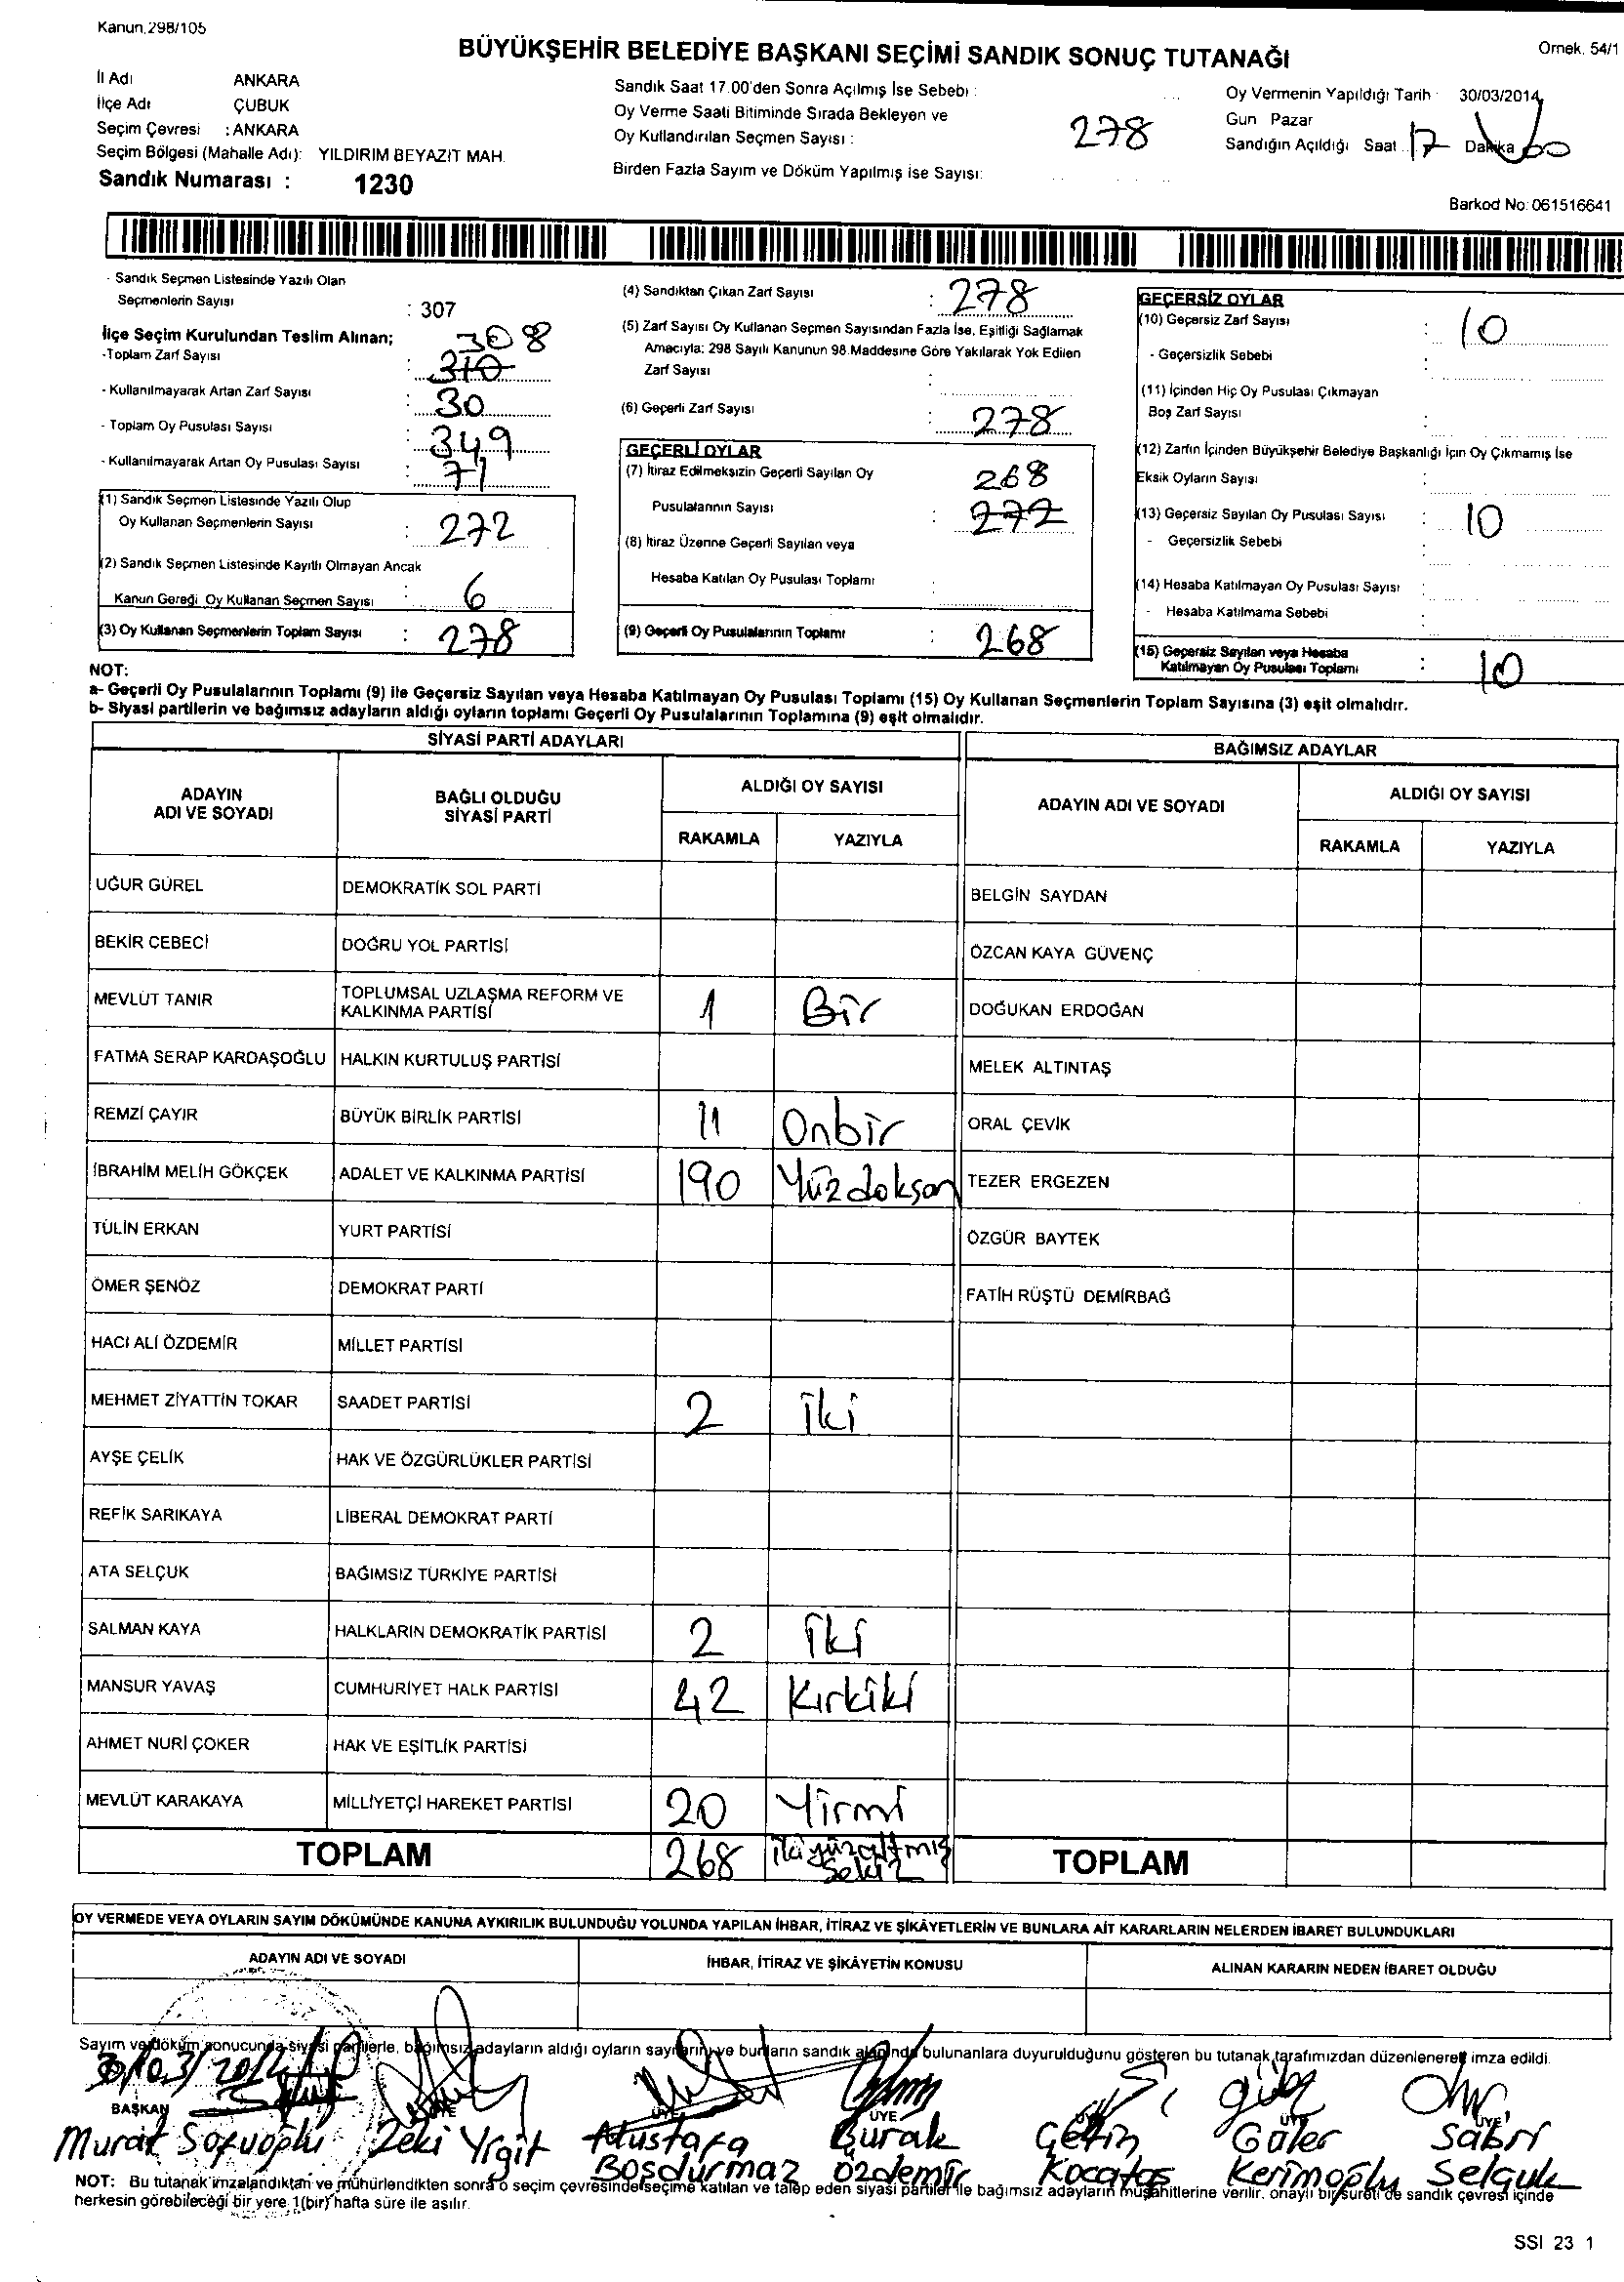 Kanun.298/105
BÜYÜKŞEHİR BELEDİYE BAŞKANI SEÇİMİ SANDIK SONUÇ TUTANAĞI
Örnek. 54/1
İl Adı ANKARA
İlçe Adı ÇUBUK
Seçim Çevresi : ANKARA
Seçim Bölgesi (Mahalle Adı): YILDIRIM BEYAZIT MAH.
Sandık Numarası : 1230
Sandık Saat 17.00'den Sonra Açılmış İse Sebebi :
Oy Verme Saati Bitiminde Sırada Bekleyen ve
Oy Kullandırılan Seçmen Sayısı : 278
Birden Fazla Sayım ve Döküm Yapılmış ise Sayısı:
Oy Vermenin Yapıldığı Tarih 30/03/2014
Gün Pazar
Sandığın Açıldığı Saat 17 Dakika 00
Barkod No: 061516641
- Sandık Seçmen Listesinde Yazılı Olan
Seçmenlerin Sayısı : 307
İlçe Seçim Kurulundan Teslim Alınan; 308
-Toplam Zarf Sayısı : 310
- Kullanılmayarak Artan Zarf Sayısı : 30
- Toplam Oy Pusulası Sayısı : 349
- Kullanılmayarak Artan Oy Pusulası Sayısı : 71
(1) Sandık Seçmen Listesinde Yazılı Olup
Oy Kullanan Seçmenlerin Sayısı : 272
(2) Sandık Seçmen Listesinde Kayıtlı Olmayan Ancak
Kanun Gereği Oy Kullanan Seçmen Sayısı : 6
(3) Oy Kullanan Seçmenlerin Toplam Sayısı : 278
(4) Sandıktan Çıkan Zarf Sayısı : 278
(5) Zarf Sayısı Oy Kullanan Seçmen Sayısından Fazla İse, Eşitliği Sağlamak
Amacıyla; 298 Sayılı Kanunun 98.Maddesine Göre Yakılarak Yok Edilen
Zarf Sayısı :
(6) Geçerli Zarf Sayısı : 278
GEÇERLİ OYLAR
(7) İtiraz Edilmeksizin Geçerli Sayılan Oy 268
Pusulalarının Sayısı : 272
(8) İtiraz Üzerine Geçerli Sayılan veya
Hesaba Katılan Oy Pusulası Toplamı :
(9) Geçerli Oy Pusulalarının Toplamı : 268
GEÇERSİZ OYLAR
(10) Geçersiz Zarf Sayısı : 10
- Geçersizlik Sebebi :
(11) İçinden Hiç Oy Pusulası Çıkmayan
Boş Zarf Sayısı :
(12) Zarfın İçinden Büyükşehir Belediye Başkanlığı İçin Oy Çıkmamış İse
Eksik Oyların Sayısı :
(13) Geçersiz Sayılan Oy Pusulası Sayısı : 10
- Geçersizlik Sebebi :
(14) Hesaba Katılmayan Oy Pusulası Sayısı :
- Hesaba Katılmama Sebebi :
(15) Geçersiz Sayılan veya Hesaba
Katılmayan Oy Pusulası Toplamı : 10
NOT:
a- Geçerli Oy Pusulalarının Toplamı (9) ile Geçersiz Sayılan veya Hesaba Katılmayan Oy Pusulası Toplamı (15) Oy Kullanan Seçmenlerin Toplam Sayısına (3) eşit olmalıdır.
b- Siyasi partilerin ve bağımsız adayların aldığı oyların toplamı Geçerli Oy Pusulalarının Toplamına (9) eşit olmalıdır.
SİYASİ PARTİ ADAYLARI
BAĞIMSIZ ADAYLAR
ADAYIN ADI VE SOYADI
BAĞLI OLDUĞU SİYASİ PARTİ
ALDIĞI OY SAYISI
RAKAMLA YAZIYLA
ADAYIN ADI VE SOYADI
ALDIĞI OY SAYISI
RAKAMLA YAZIYLA
UĞUR GÜREL DEMOKRATİK SOL PARTİ BELGİN SAYDAN
BEKİR CEBECİ DOĞRU YOL PARTİSİ ÖZCAN KAYA GÜVENÇ
MEVLÜT TANIR TOPLUMSAL UZLAŞMA REFORM VE KALKINMA PARTİSİ 1 Bir DOĞUKAN ERDOĞAN
FATMA SERAP KARDAŞOĞLU HALKIN KURTULUŞ PARTİSİ MELEK ALTINTAŞ
REMZİ ÇAYIR BÜYÜK BİRLİK PARTİSİ 11 Onbir ORAL ÇEVİK
İBRAHİM MELİH GÖKÇEK ADALET VE KALKINMA PARTİSİ 190 Yüzdoksan TEZER ERGEZEN
TÜLİN ERKAN YURT PARTİSİ ÖZGÜR BAYTEK
ÖMER ŞENÖZ DEMOKRAT PARTİ FATİH RÜŞTÜ DEMİRBAĞ
HACI ALİ ÖZDEMİR MİLLET PARTİSİ
MEHMET ZİYATTİN TOKAR SAADET PARTİSİ 2 İki
AYŞE ÇELİK HAK VE ÖZGÜRLÜKLER PARTİSİ
REFİK SARIKAYA LİBERAL DEMOKRAT PARTİ
ATA SELÇUK BAĞIMSIZ TÜRKİYE PARTİSİ
SALMAN KAYA HALKLARIN DEMOKRATİK PARTİSİ 2 İki
MANSUR YAVAŞ CUMHURİYET HALK PARTİSİ 42 Kırkiki
AHMET NURİ ÇOKER HAK VE EŞİTLİK PARTİSİ
MEVLÜT KARAKAYA MİLLİYETÇİ HAREKET PARTİSİ 20 Yirmi
TOPLAM 268 İkiyüzaltmış Sekiz TOPLAM
OY VERMEDE VEYA OYLARIN SAYIM DÖKÜMÜNDE KANUNA AYKIRILIK BULUNDUĞU YOLUNDA YAPILAN İHBAR, İTİRAZ VE ŞİKÂYETLERİN VE BUNLARA AİT KARARLARIN NELERDEN İBARET BULUNDUKLARI
ADAYIN ADI VE SOYADI İHBAR, İTİRAZ VE ŞİKÂYETİN KONUSU ALINAN KARARIN NEDEN İBARET OLDUĞU
Sayım ve döküm sonucunda siyasi partilerle, bağımsız adayların aldığı oyların sayılarını ve bunların sandık alanında bulunanlara duyurulduğunu gösteren bu tutanak tarafımızdan düzenlenerek imza edildi.
30/03/2014
BAŞKAN ÜYE ÜYE ÜYE ÜYE ÜYE ÜYE
Murat Sofuoğlu Zeki Yiğit Mustafa Burak Çetin Güler Sabri
Bosdurmaz Özdemir Kocataş Kerimoğlu Selçuk
NOT: Bu tutanak imzalandıktan ve mühürlendikten sonra o seçim çevresinde seçime katılan ve talep eden siyasi partiler ile bağımsız adayların müşahitlerine verilir. onaylı bir sureti de sandık çevresi içinde
herkesin görebileceği bir yere 1(bir) hafta süre ile asılır.
SSI 23 1